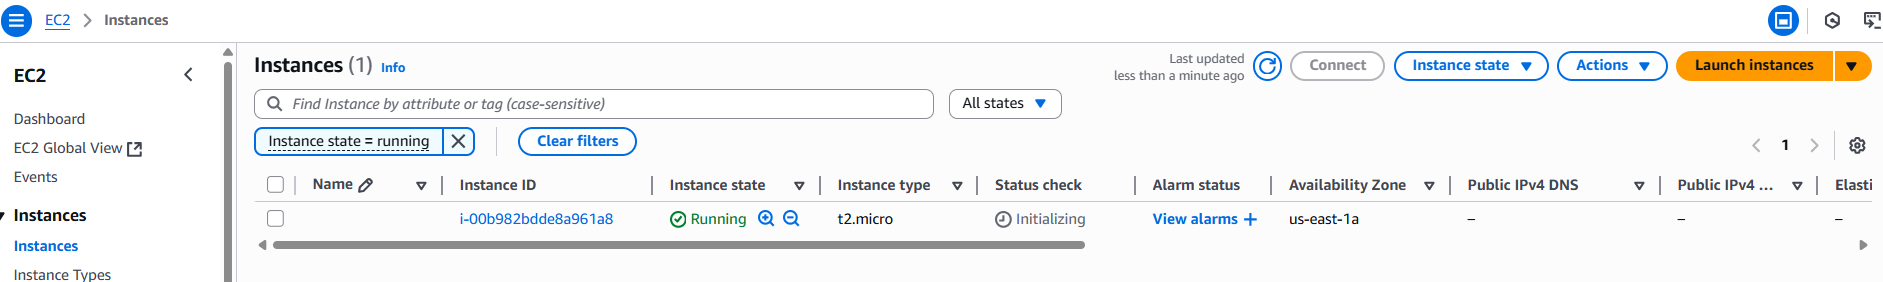 EC2 > Instances
EC2
Dashboard
EC2 Global View
Events
Instances
Instances
Instance Types
Instances (1) Info
Last updated
less than a minute ago
Connect
Instance state
Actions
Launch instances
Find Instance by attribute or tag (case-sensitive)
All states
Instance state = running
Clear filters
1
Name Instance ID Instance state Instance type Status check Alarm status Availability Zone Public IPv4 DNS Public IPv4 ... Elasti
i-00b982bdde8a961a8 Running t2.micro Initializing View alarms + us-east-1a – – –